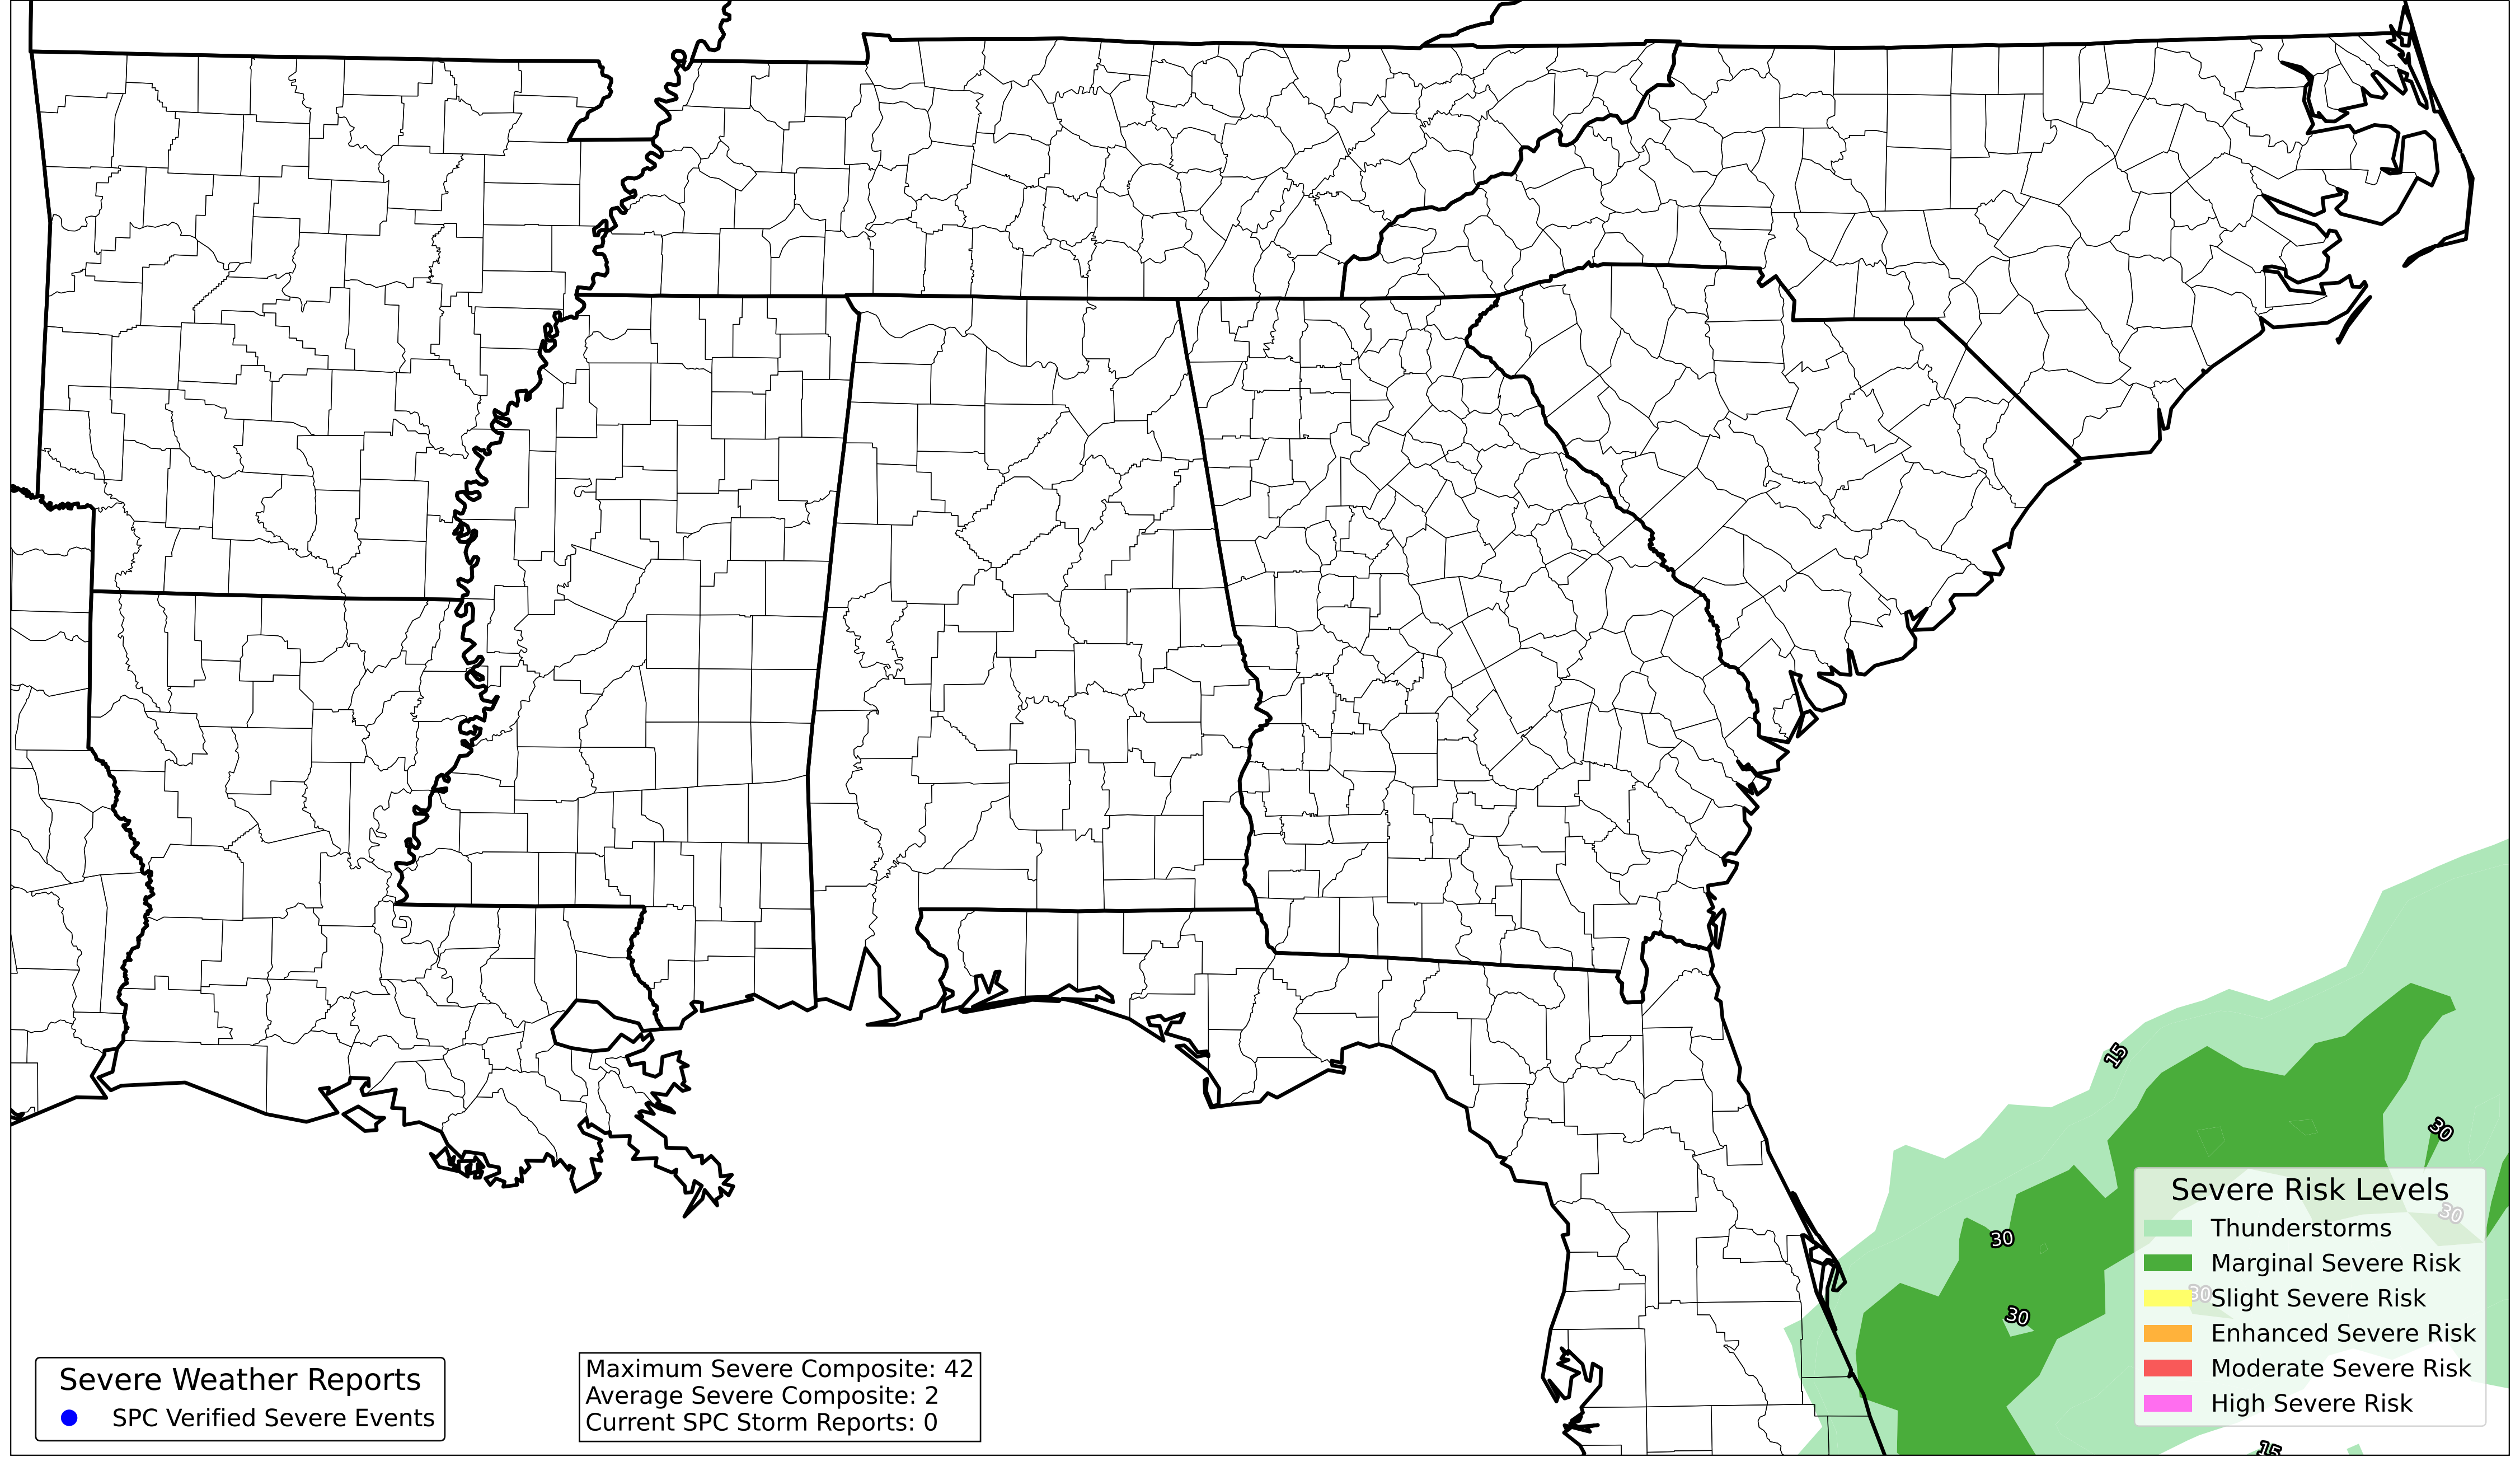 15
30
30
30
30
30
15
Severe Risk Levels
Thunderstorms
Marginal Severe Risk
Slight Severe Risk
Enhanced Severe Risk
Moderate Severe Risk
High Severe Risk
Severe Weather Reports
SPC Verified Severe Events
Maximum Severe Composite: 42
Average Severe Composite: 2
Current SPC Storm Reports: 0